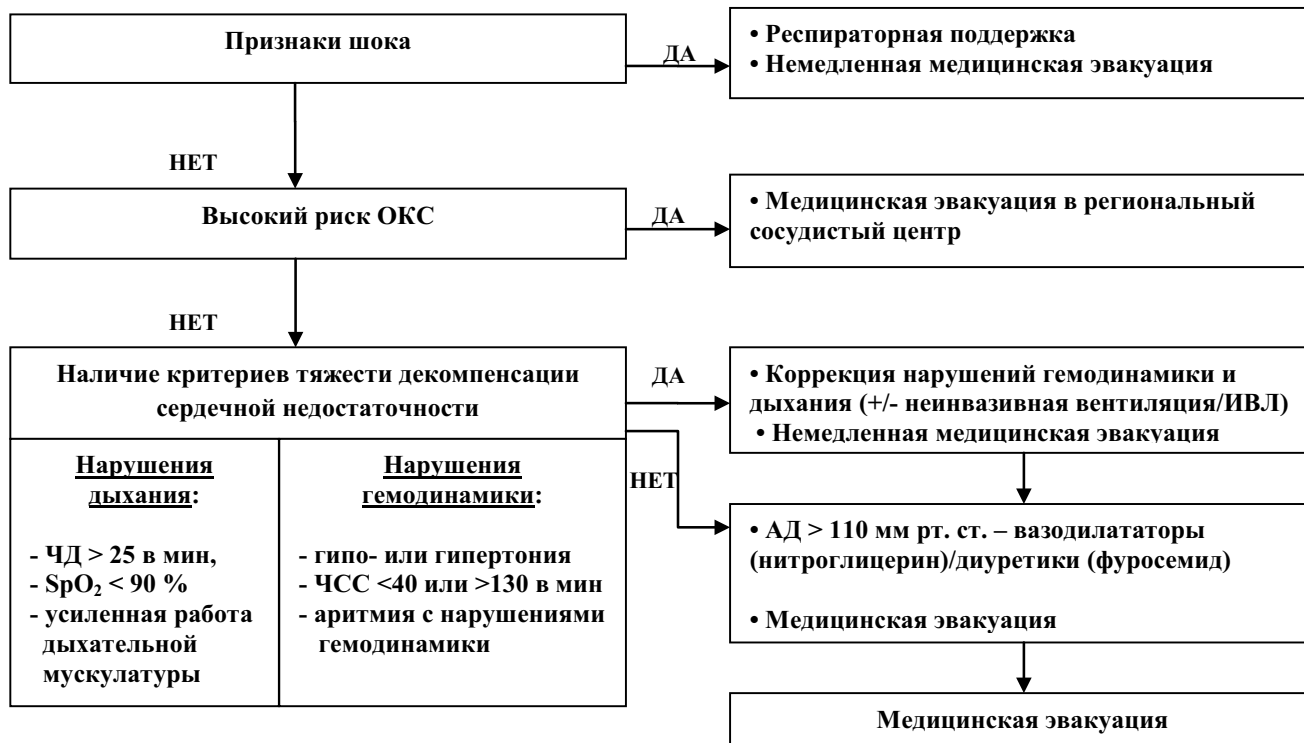 Признаки шока
ДА
• Респираторная поддержка
• Немедленная медицинская эвакуация
НЕТ
Высокий риск ОКС
ДА
• Медицинская эвакуация в региональный
сосудистый центр
НЕТ
Наличие критериев тяжести декомпенсации
сердечной недостаточности
ДА
• Коррекция нарушений гемодинамики и
дыхания (+/- неинвазивная вентиляция/ИВЛ)
• Немедленная медицинская эвакуация
Нарушения
дыхания:
- ЧД > 25 в мин,
- SpO₂ < 90 %
- усиленная работа
дыхательной
мускулатуры
Нарушения
гемодинамики:
- гипо- или гипертония
- ЧСС <40 или >130 в мин
- аритмия с нарушениями
гемодинамики
НЕТ
• АД > 110 мм рт. ст. – вазодилататоры
(нитроглицерин)/диуретики (фуросемид)
• Медицинская эвакуация
Медицинская эвакуация